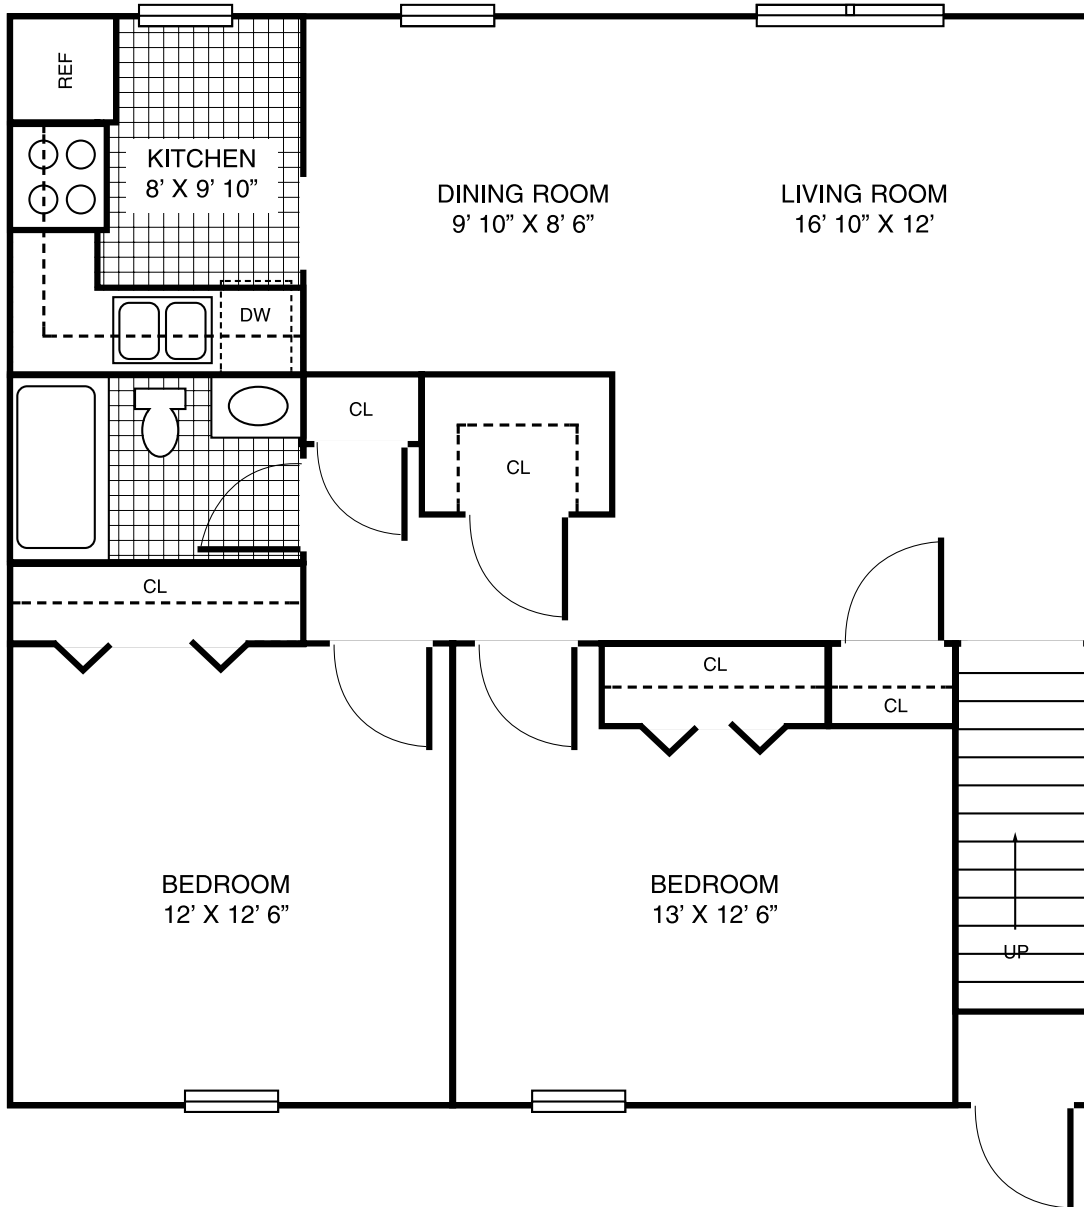 REF
KITCHEN
8’ X 9’ 10”
DINING ROOM
9’ 10” X 8’ 6”
LIVING ROOM
16’ 10” X 12’
DW
CL
CL
CL
CL
CL
BEDROOM
12’ X 12’ 6”
BEDROOM
13’ X 12’ 6”
UP